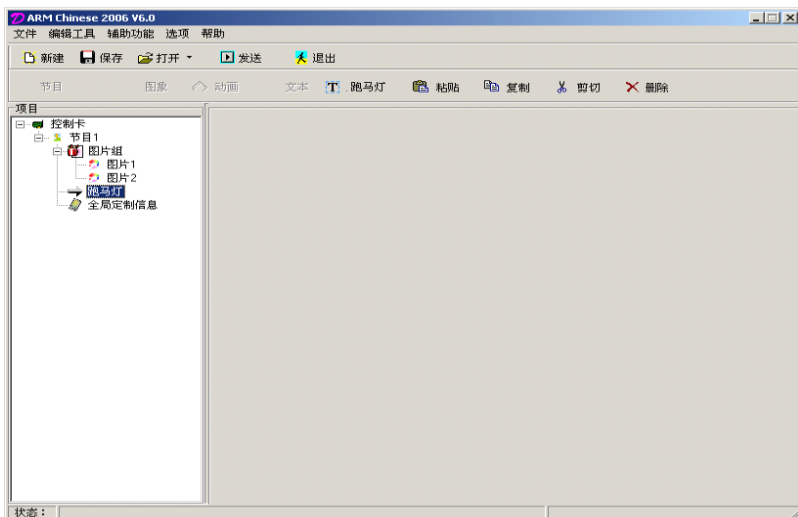 ARM Chinese 2006 V6.0
文件 编辑工具 辅助功能 选项 帮助
新建 保存 打开 发送 退出
节目 图象 动画 文本 T 跑马灯 粘贴 复制 剪切 删除
项目
控制卡
节目1
图片组
图片1
图片2
跑马灯
全局定制信息
状态：